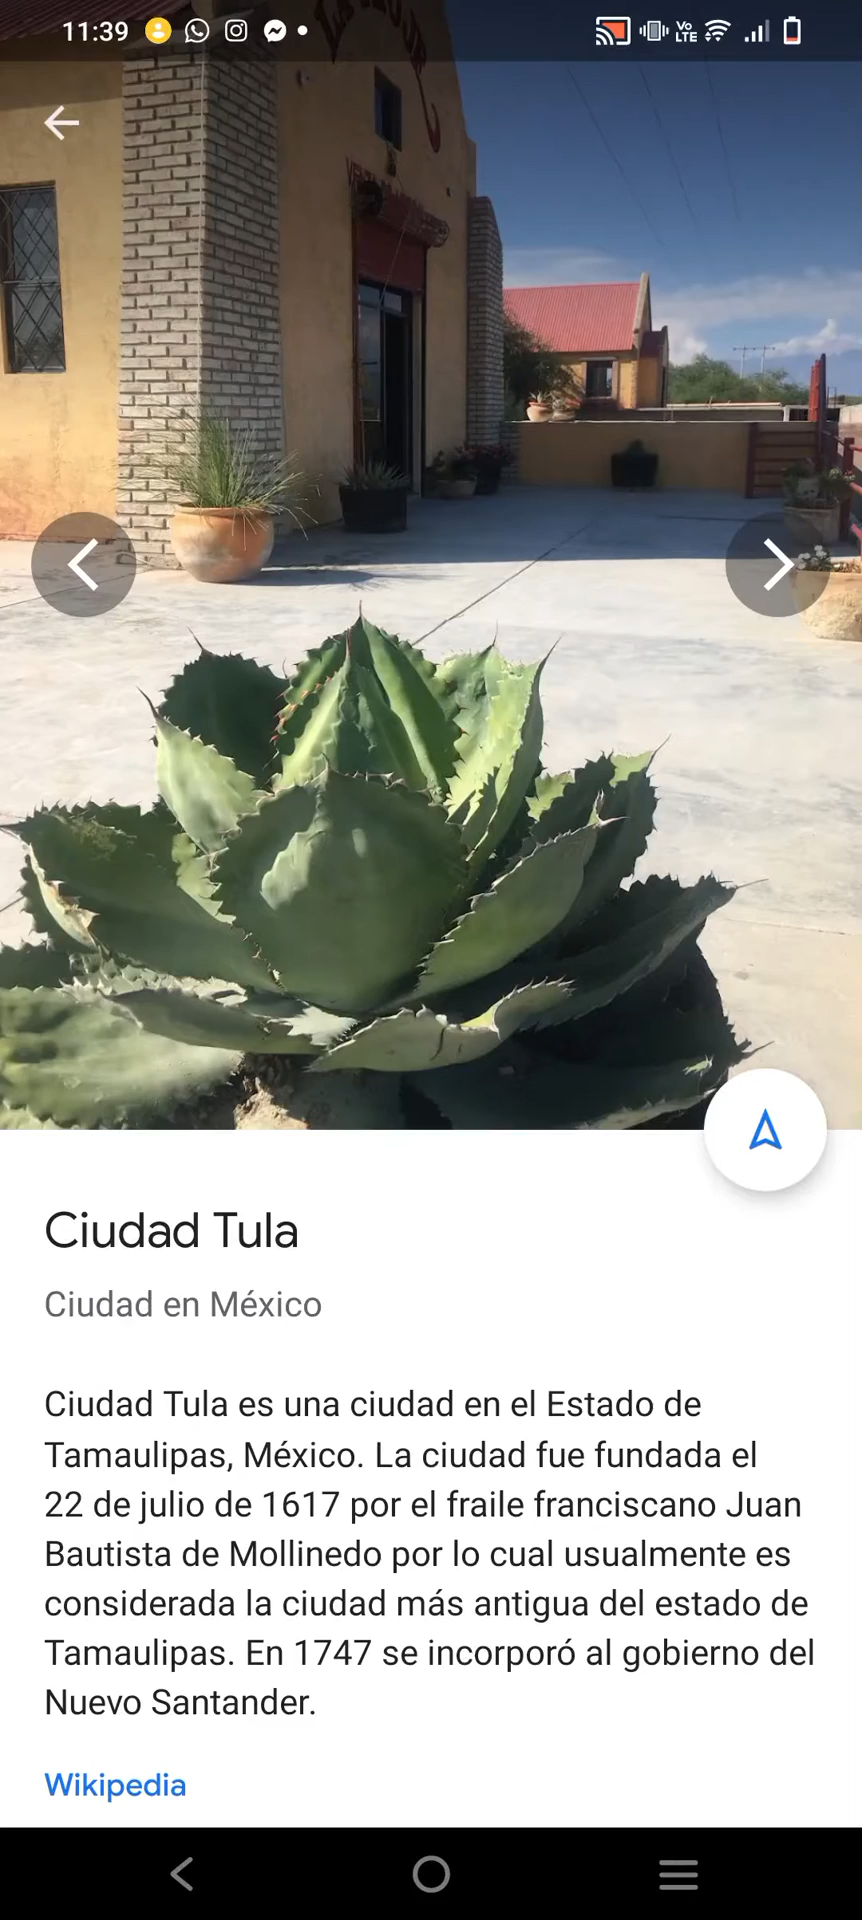 11:39
Vo
LTE
Ciudad Tula
Ciudad en México
Ciudad Tula es una ciudad en el Estado de
Tamaulipas, México. La ciudad fue fundada el
22 de julio de 1617 por el fraile franciscano Juan
Bautista de Mollinedo por lo cual usualmente es
considerada la ciudad más antigua del estado de
Tamaulipas. En 1747 se incorporó al gobierno del
Nuevo Santander.
Wikipedia